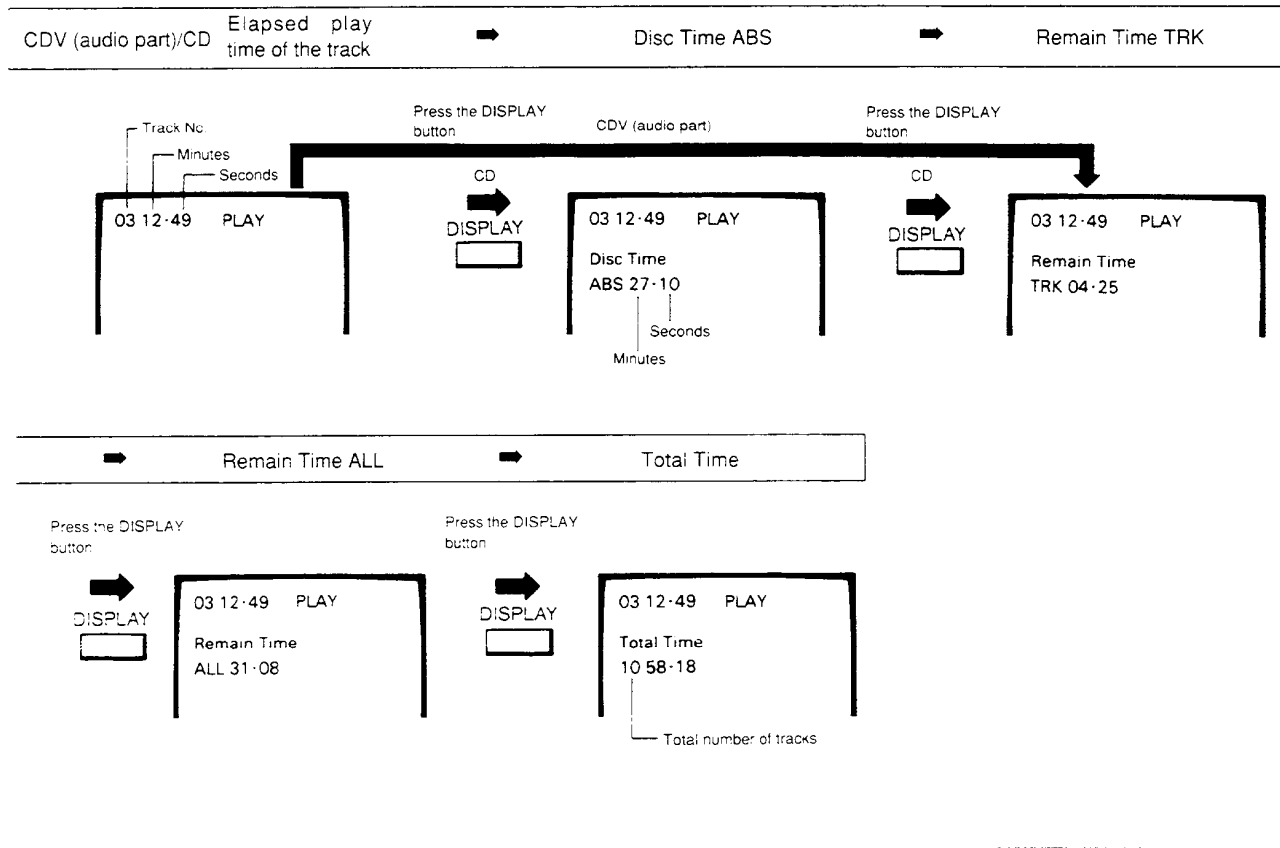 CDV (audio part)/CD Elapsed play time of the track ➡ Disc Time ABS ➡ Remain Time TRK
Press the DISPLAY button
CDV (audio part)
Press the DISPLAY button
Track No.
Minutes
Seconds
CD
CD
03 12·49 PLAY
DISPLAY
03 12·49 PLAY
Disc Time
ABS 27·10
Seconds
Minutes
DISPLAY
03 12·49 PLAY
Remain Time
TRK 04·25
➡ Remain Time ALL ➡ Total Time
Press the DISPLAY button
Press the DISPLAY button
DISPLAY
03 12·49 PLAY
Remain Time
ALL 31·08
DISPLAY
03 12·49 PLAY
Total Time
10 58·18
Total number of tracks